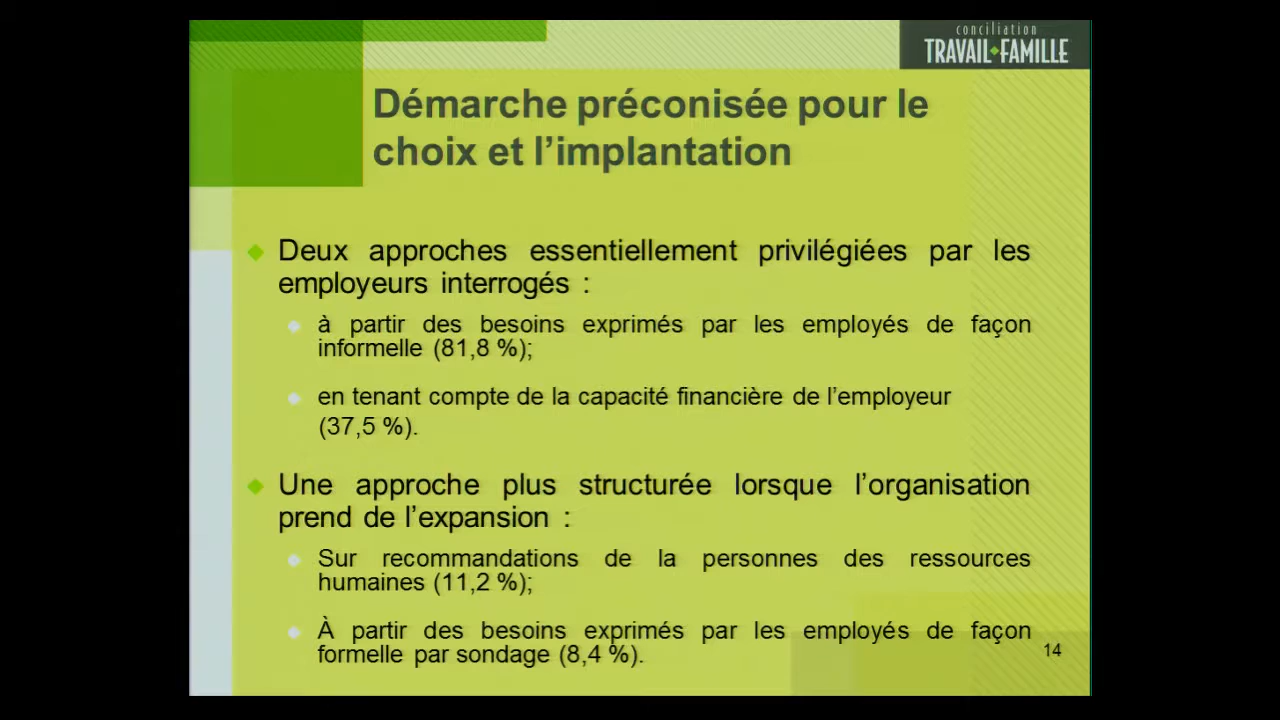 conciliation
TRAVAIL FAMILLE
Démarche préconisée pour le
choix et l’implantation
Deux approches essentiellement privilégiées par les
employeurs interrogés :
à partir des besoins exprimés par les employés de façon
informelle (81,8 %);
en tenant compte de la capacité financière de l’employeur
(37,5 %).
Une approche plus structurée lorsque l’organisation
prend de l’expansion :
Sur recommandations de la personnes des ressources
humaines (11,2 %);
À partir des besoins exprimés par les employés de façon
formelle par sondage (8,4 %).
14